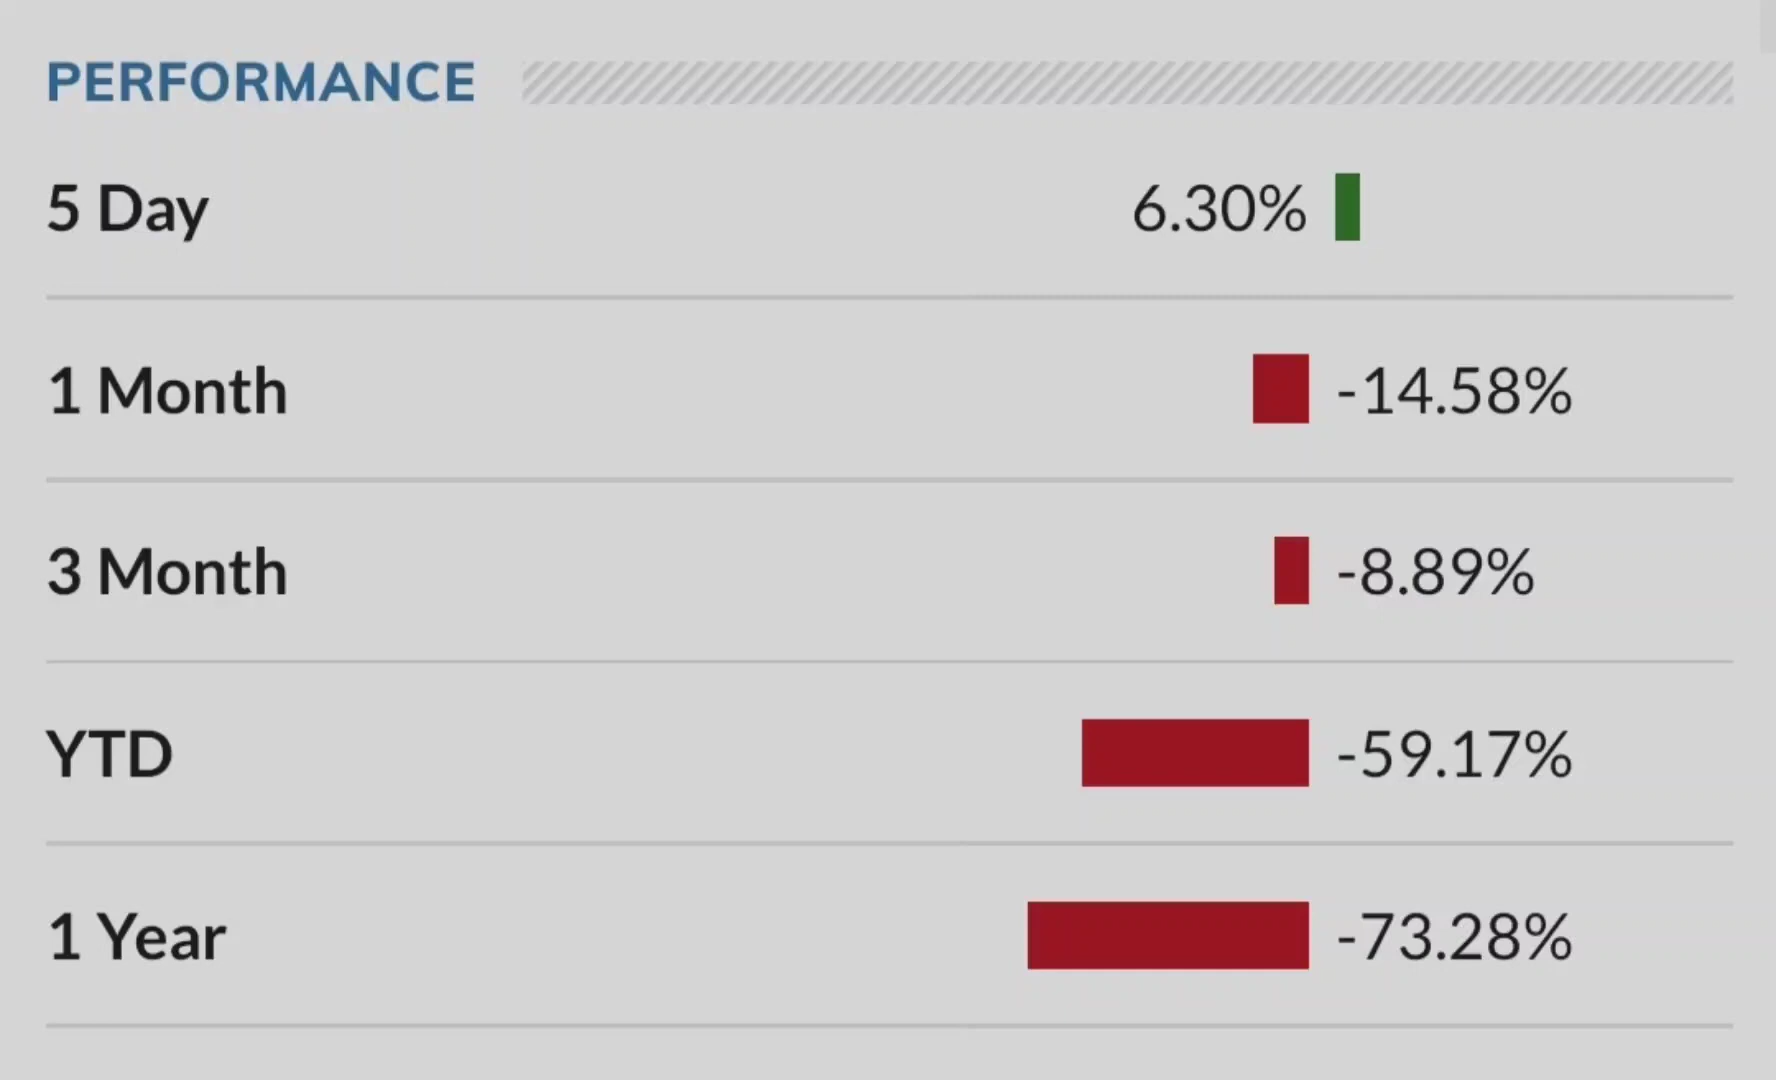 PERFORMANCE
5 Day 6.30%
1 Month -14.58%
3 Month -8.89%
YTD -59.17%
1 Year -73.28%